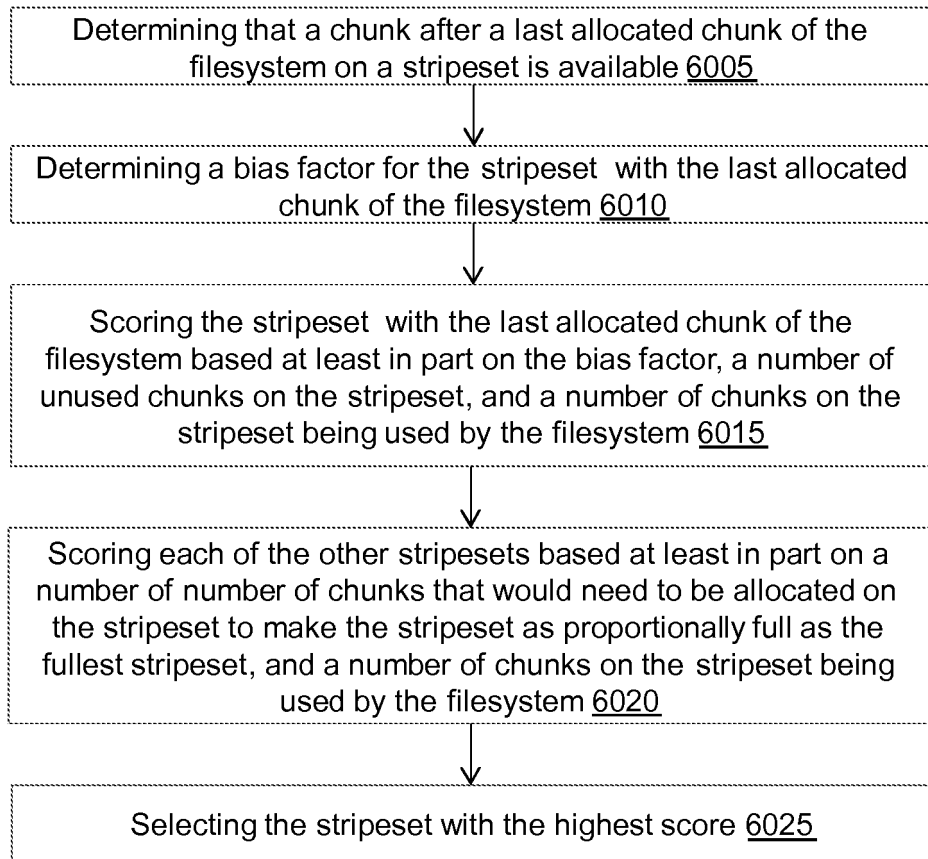 Determining that a chunk after a last allocated chunk of the
filesystem on a stripeset is available 6005
Determining a bias factor for the stripeset with the last allocated
chunk of the filesystem 6010
Scoring the stripeset with the last allocated chunk of the
filesystem based at least in part on the bias factor, a number of
unused chunks on the stripeset, and a number of chunks on the
stripeset being used by the filesystem 6015
Scoring each of the other stripesets based at least in part on a
number of number of chunks that would need to be allocated on
the stripeset to make the stripeset as proportionally full as the
fullest stripeset, and a number of chunks on the stripeset being
used by the filesystem 6020
Selecting the stripeset with the highest score 6025